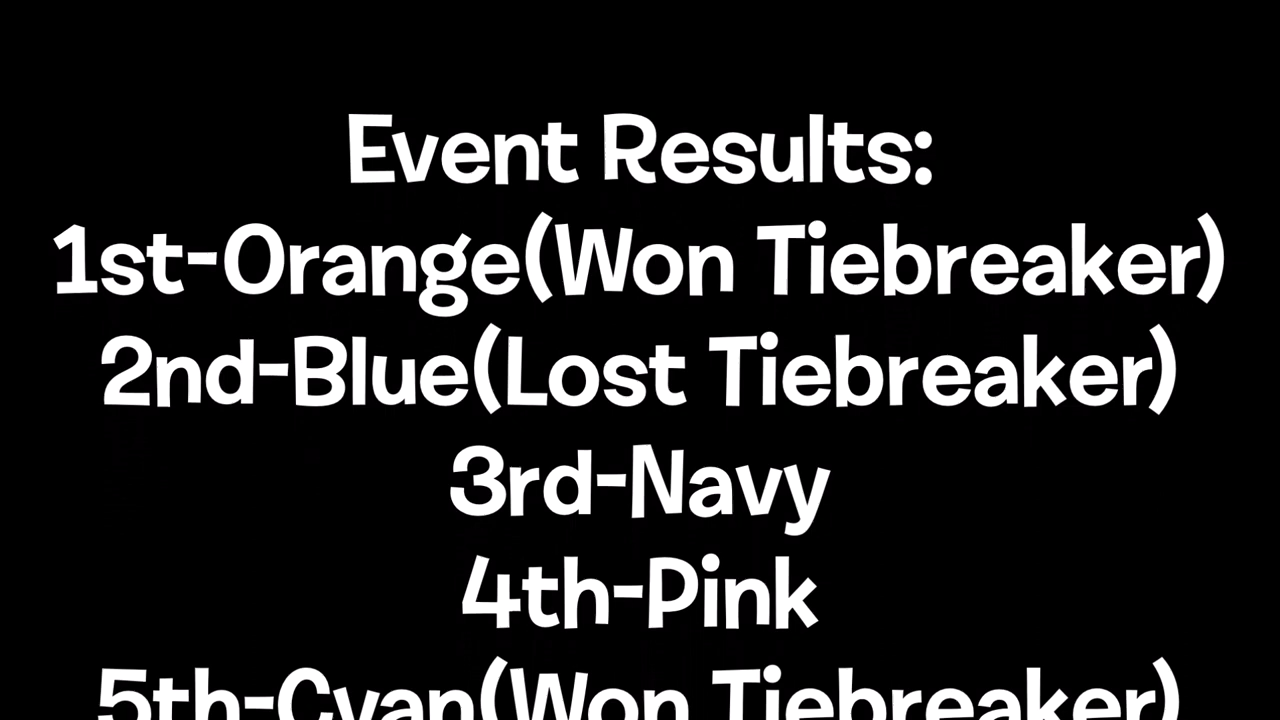 Event Results:
1st-Orange(Won Tiebreaker)
2nd-Blue(Lost Tiebreaker)
3rd-Navy
4th-Pink
5th-Cyan(Won Tiebreaker)